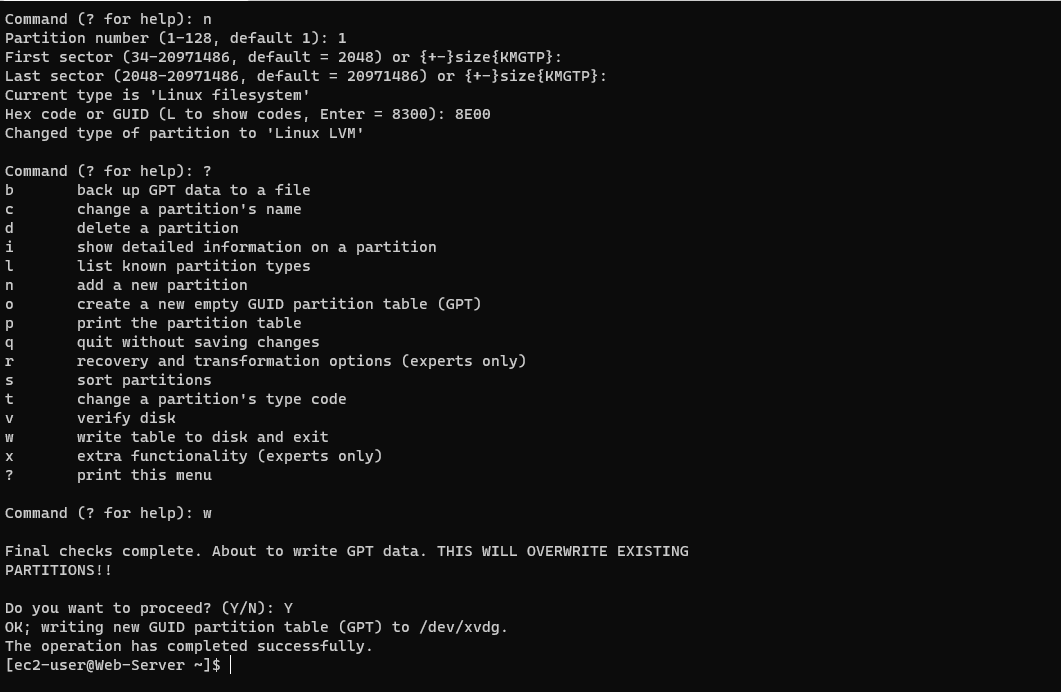 Command (? for help): n
Partition number (1-128, default 1): 1
First sector (34-20971486, default = 2048) or {+-}size{KMGTP}:
Last sector (2048-20971486, default = 20971486) or {+-}size{KMGTP}:
Current type is 'Linux filesystem'
Hex code or GUID (L to show codes, Enter = 8300): 8E00
Changed type of partition to 'Linux LVM'

Command (? for help): ?
b       back up GPT data to a file
c       change a partition's name
d       delete a partition
i       show detailed information on a partition
l       list known partition types
n       add a new partition
o       create a new empty GUID partition table (GPT)
p       print the partition table
q       quit without saving changes
r       recovery and transformation options (experts only)
s       sort partitions
t       change a partition's type code
v       verify disk
w       write table to disk and exit
x       extra functionality (experts only)
?       print this menu

Command (? for help): w

Final checks complete. About to write GPT data. THIS WILL OVERWRITE EXISTING
PARTITIONS!!

Do you want to proceed? (Y/N): Y
OK; writing new GUID partition table (GPT) to /dev/xvdg.
The operation has completed successfully.
[ec2-user@Web-Server ~]$